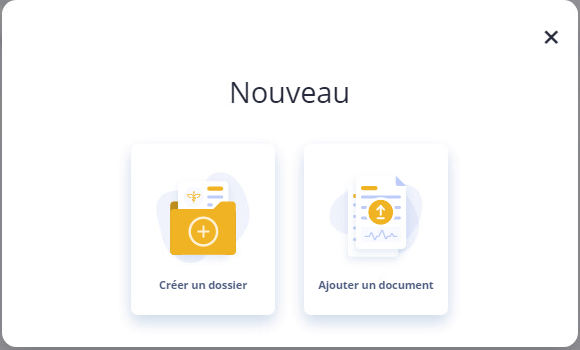 Nouveau
Créer un dossier
Ajouter un document